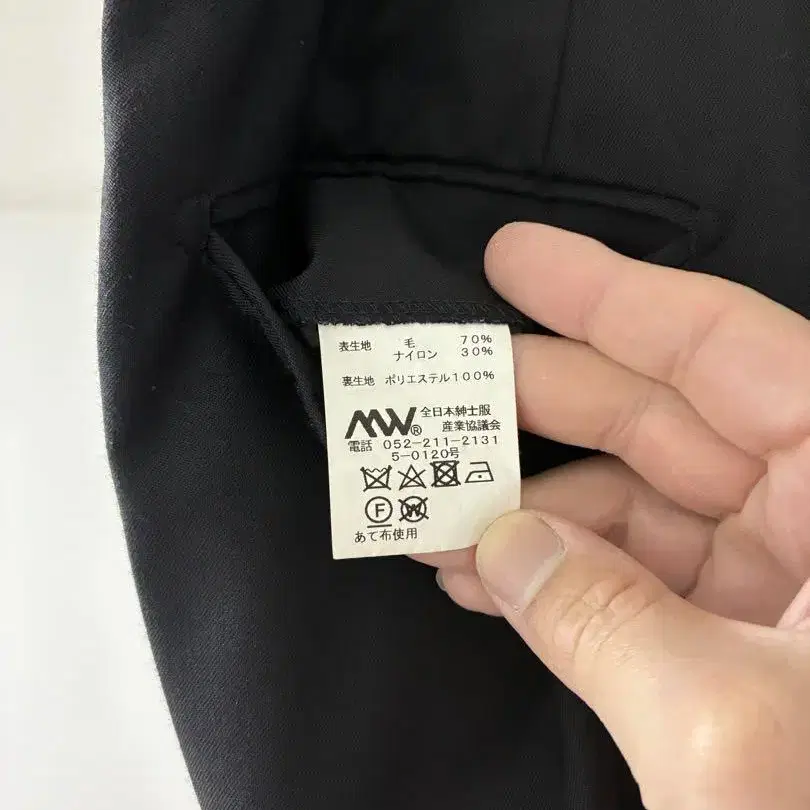 表生地 毛 70%
ナイロン 30%
裏生地 ポリエステル100%
MW® 全日本紳士服
産業協議会
電話 052-211-2131
5-0120号
F W
あて布使用